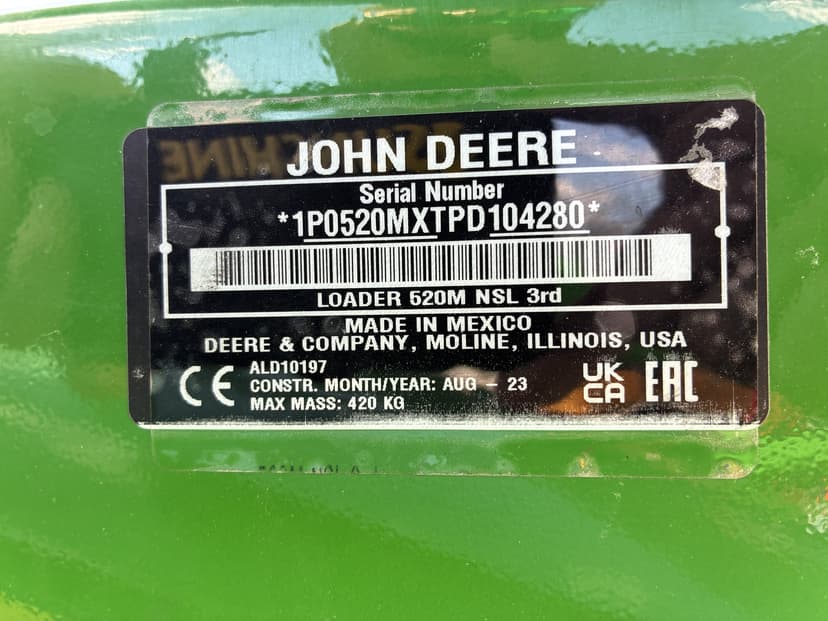 JOHN DEERE
Serial Number
*1P0520MXTPD104280*
LOADER 520M NSL 3rd
MADE IN MEXICO
DEERE & COMPANY, MOLINE, ILLINOIS, USA
ALD10197
CE CONSTR. MONTH/YEAR: AUG - 23 UK CA EAC
MAX MASS: 420 KG